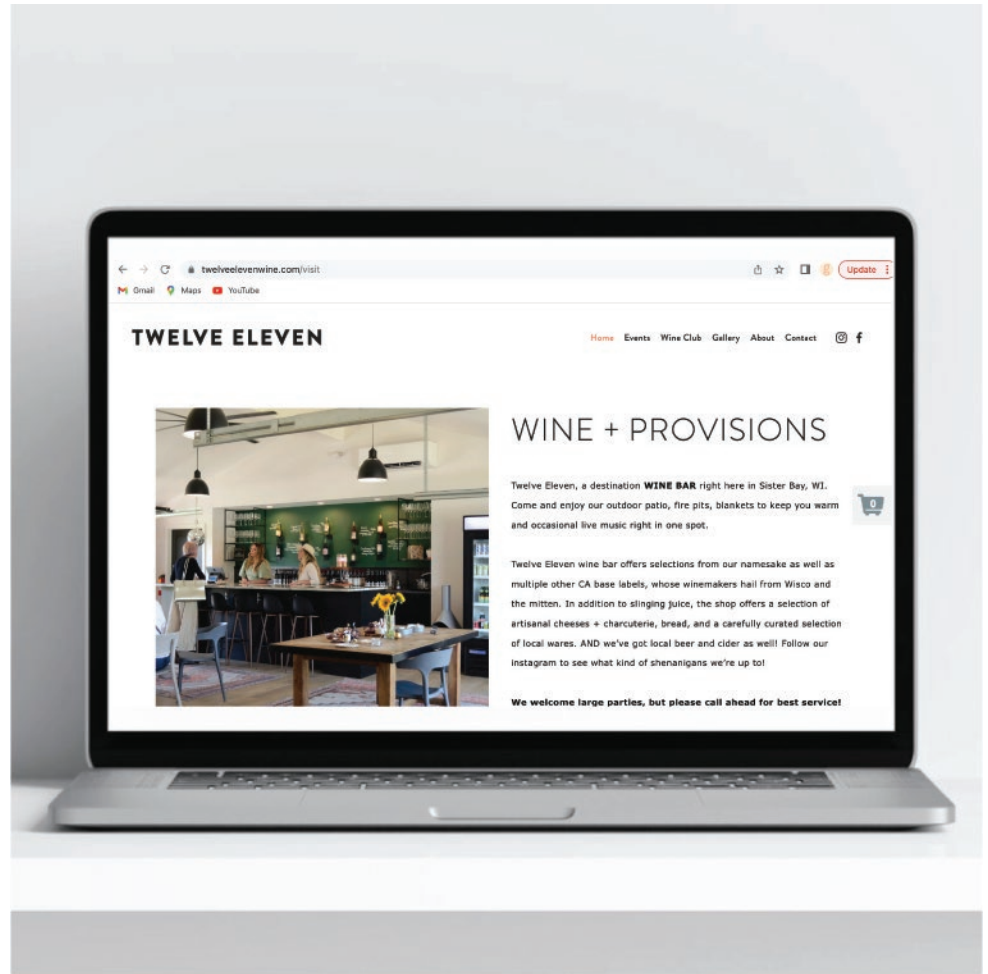 twelveelevenwine.com/visit
Update
Gmail Maps YouTube
TWELVE ELEVEN
Home Events Wine Club Gallery About Contact
WINE + PROVISIONS
Twelve Eleven, a destination WINE BAR right here in Sister Bay, WI.
Come and enjoy our outdoor patio, fire pits, blankets to keep you warm
and occasional live music right in one spot.
0
Twelve Eleven wine bar offers selections from our namesake as well as
multiple other CA base labels, whose winemakers hail from Wisco and
the mitten. In addition to slinging juice, the shop offers a selection of
artisanal cheeses + charcuterie, bread, and a carefully curated selection
of local wares. AND we've got local beer and cider as well! Follow our
instagram to see what kind of shenanigans we're up to!
We welcome large parties, but please call ahead for best service!